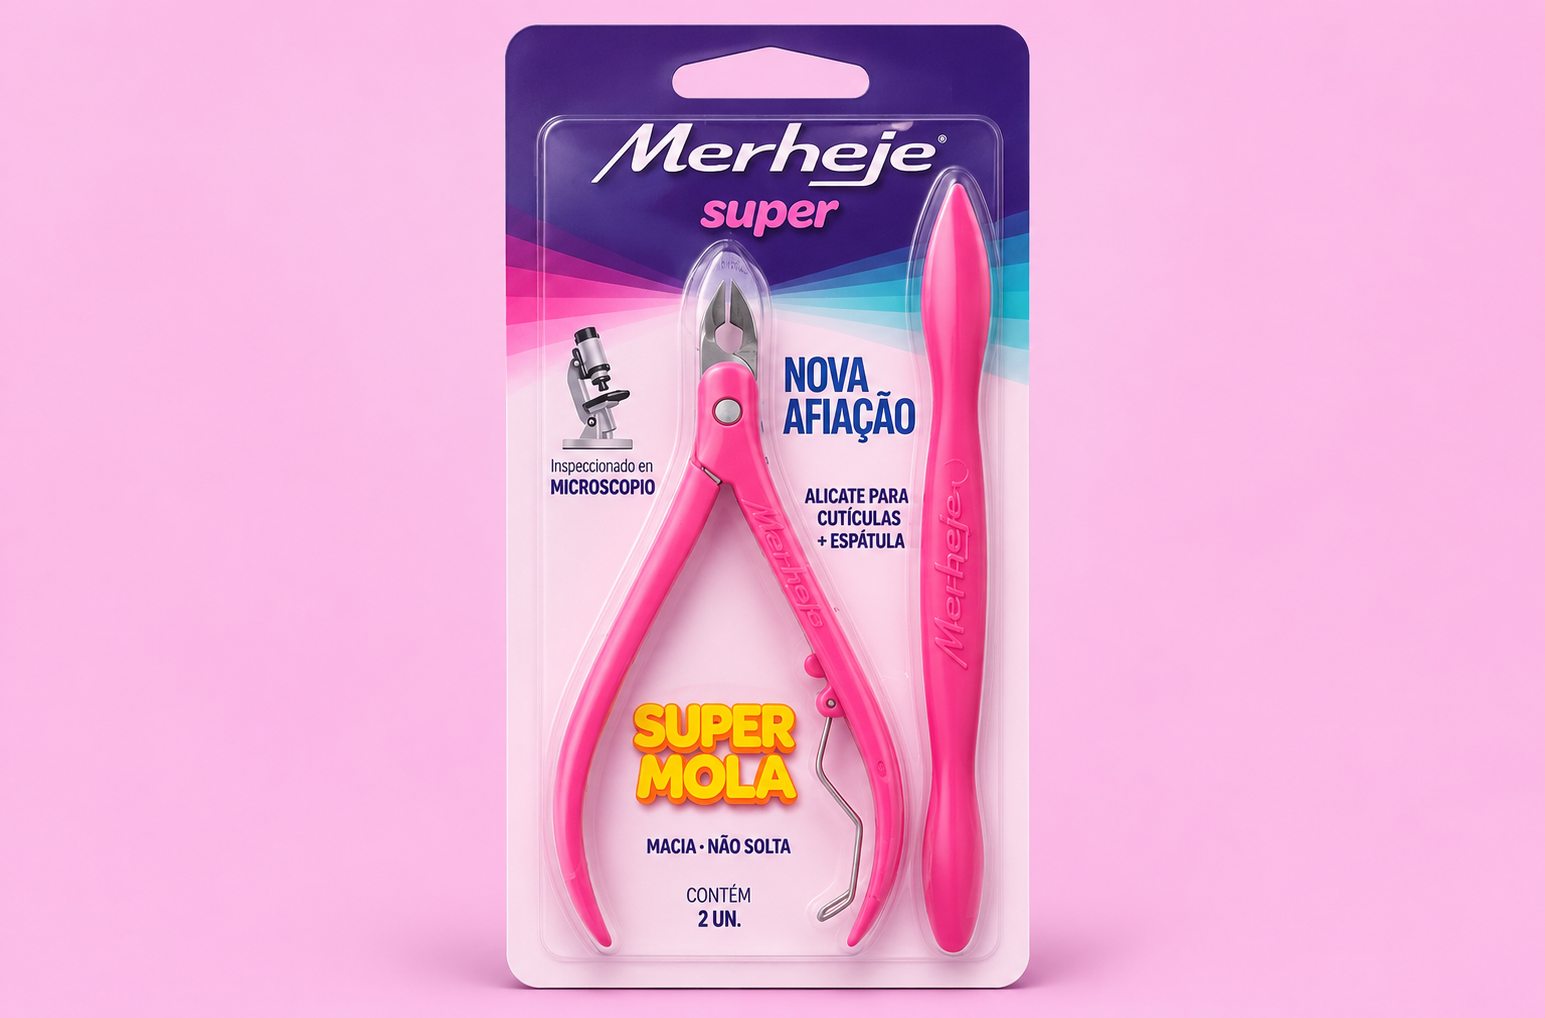 Merheje®
super
NOVA
AFIAÇÃO
Inspeccionado en
MICROSCOPIO
ALICATE PARA
CUTÍCULAS
+ ESPÁTULA
Merheje
Merheje
SUPER
MOLA
MACIA · NÃO SOLTA
CONTÉM
2 UN.